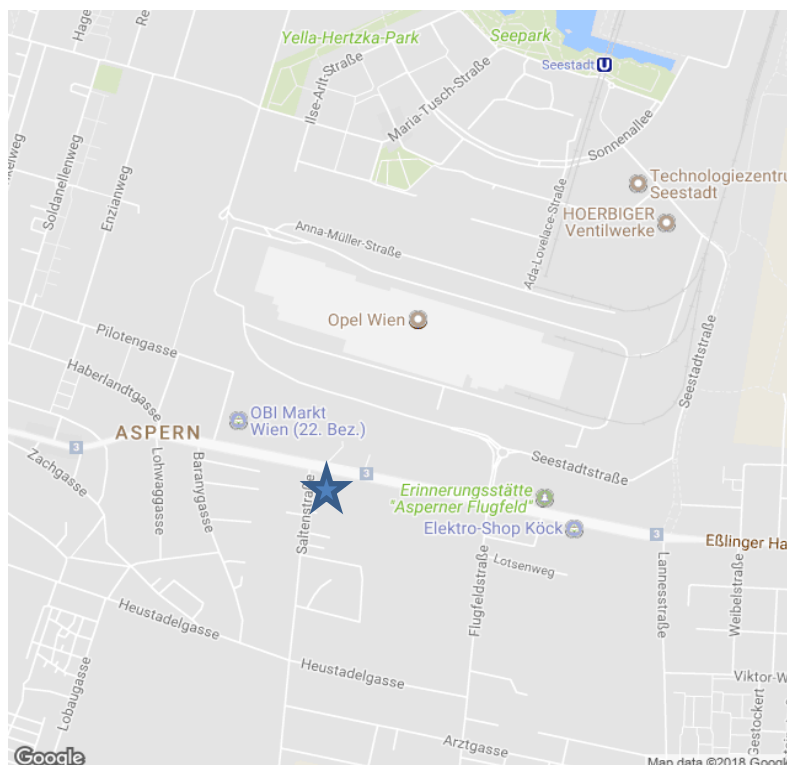 Yella-Hertzka-Park
Seepark
Seestadt U
Ilse-Arlt-Straße
Maria-Tusch-Straße
Sonnenallee
Soldanellenweg
Enzianweg
Technologiezentru
Seestadt
HOERBIGER
Ventilwerke
Ada-Lovelace-Straße
Anna-Müller-Straße
Opel Wien
Pilotengasse
Haberlandtgasse
Seestadtstraße
OBI Markt
Wien (22. Bez.)
ASPERN
3
Zachgasse
Lohwaggasse
Baranygasse
Saltenstraße
3
Seestadtstraße
Erinnerungsstätte
"Asperner Flugfeld"
Elektro-Shop Köck
3
Eßlinger Ha
Flugfeldstraße
Lotsenweg
Lannesstraße
Weibelstraße
Heustadelgasse
Heustadelgasse
Lobaugasse
Viktor-W
Gestockert
Arztgasse
Google
Map data ©2018 Google